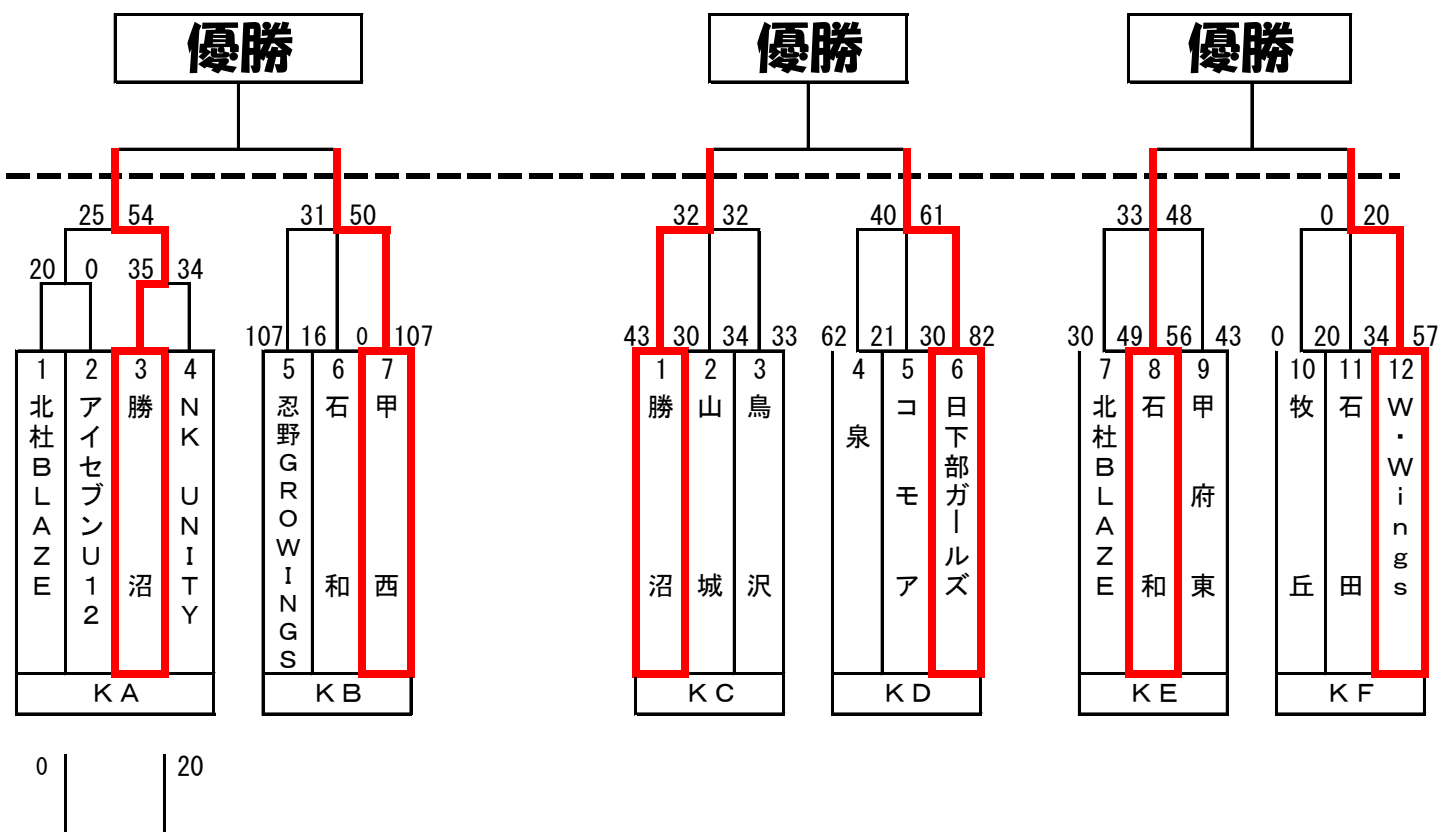 優勝 優勝 優勝
25 54 31 50 32 32 40 61 33 48 0 20
20 0 35 34
107 16 0 107 43 30 34 33 62 21 30 82 30 49 56 43 0 20 34 57
1 2 3 4 5 6 7 1 2 3 4 5 6 7 8 9 10 11 12
北杜BLAZE
アイセブンU12
勝沼
NK UNITY
忍野GROWINGS
石和
甲西
勝沼
山城
鳥沢
泉
コモア
日下部ガールズ
北杜BLAZE
石和
甲府東
牧丘
石田
W・Wings
KA KB KC KD KE KF
0 20